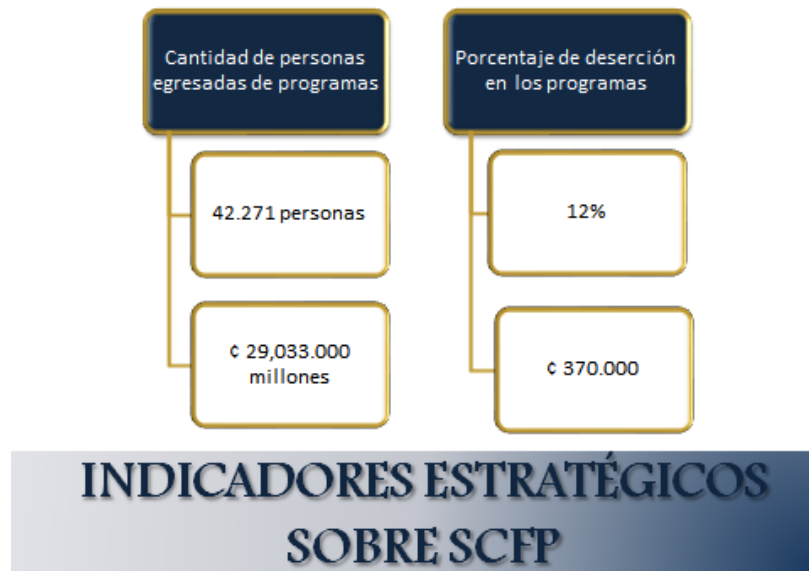 Cantidad de personas
egresadas de programas
42.271 personas
¢ 29,033.000
millones
Porcentaje de deserción
en los programas
12%
¢ 370.000
INDICADORES ESTRATÉGICOS
SOBRE SCFP